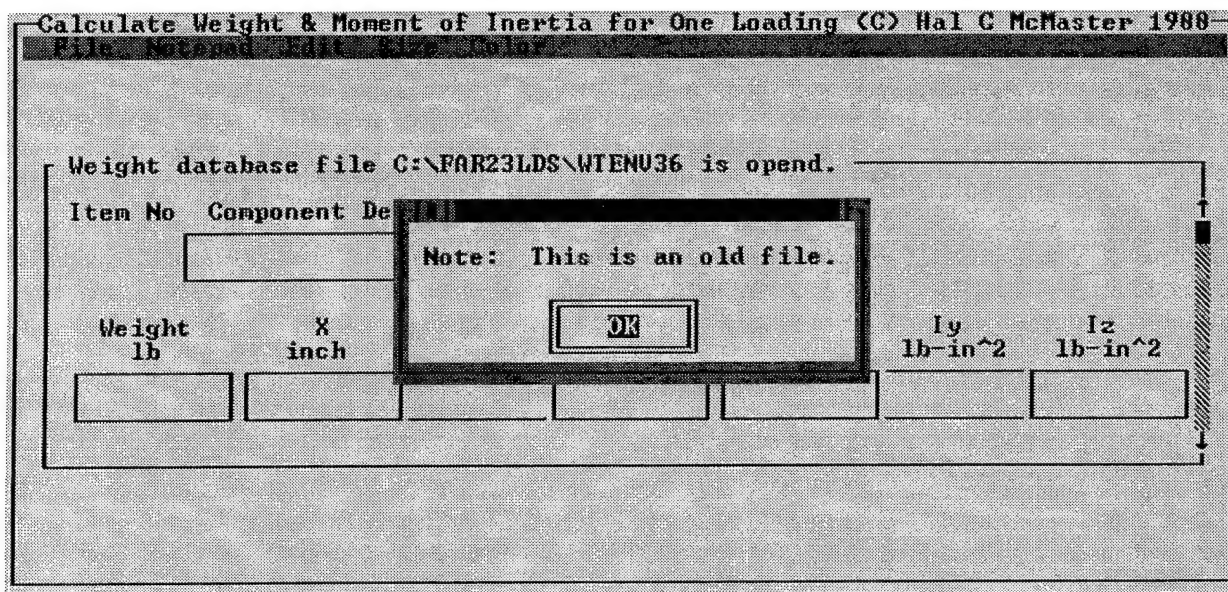 Calculate Weight & Moment of Inertia for One Loading (C) Hal C McMaster 1988
File Notepad Edit Size Color
Weight database file C:\FAR23LDS\WTENV36 is opend.
Item No Component De
Note: This is an old file.
OK
Weight X Iy Iz
lb inch lb-in^2 lb-in^2